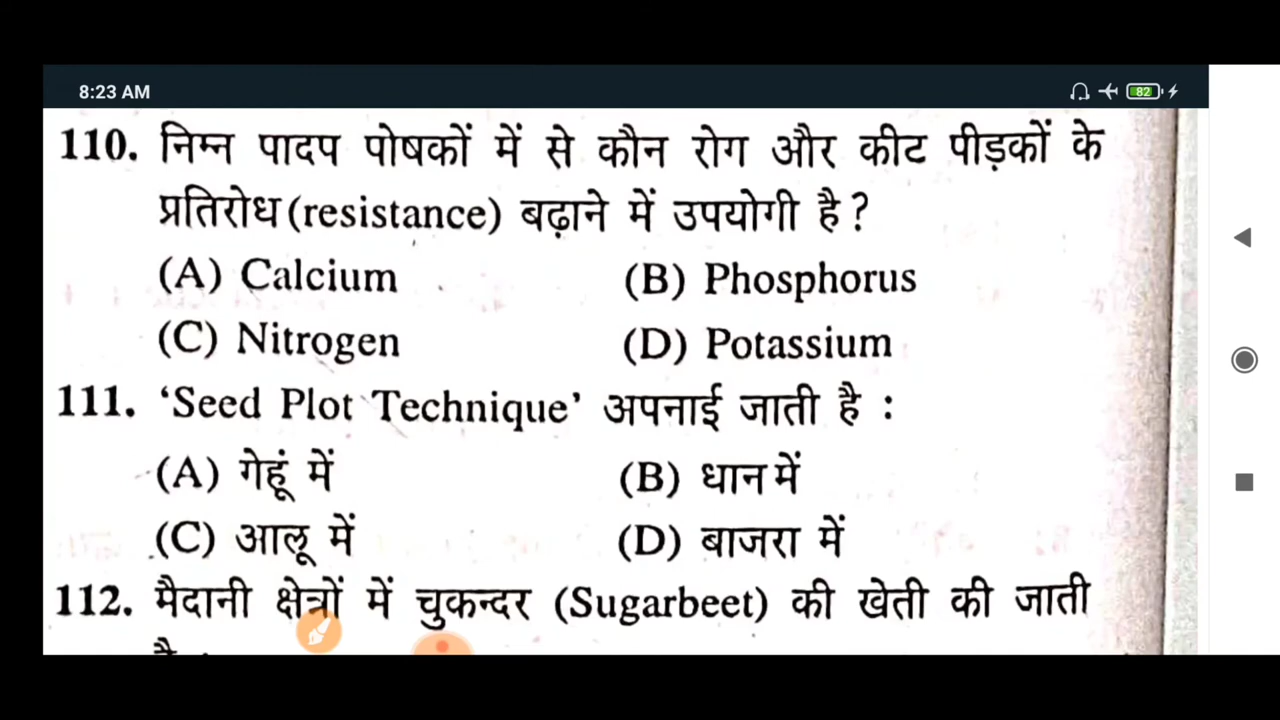 8:23 AM
82
110. निम्न पादप पोषकों में से कौन रोग और कीट पीड़कों के
प्रतिरोध (resistance) बढ़ाने में उपयोगी है ?
(A) Calcium (B) Phosphorus
(C) Nitrogen (D) Potassium
111. ‘Seed Plot Technique’ अपनाई जाती है :
(A) गेहूं में (B) धान में
(C) आलू में (D) बाजरा में
112. मैदानी क्षेत्रों में चुकन्दर (Sugarbeet) की खेती की जाती